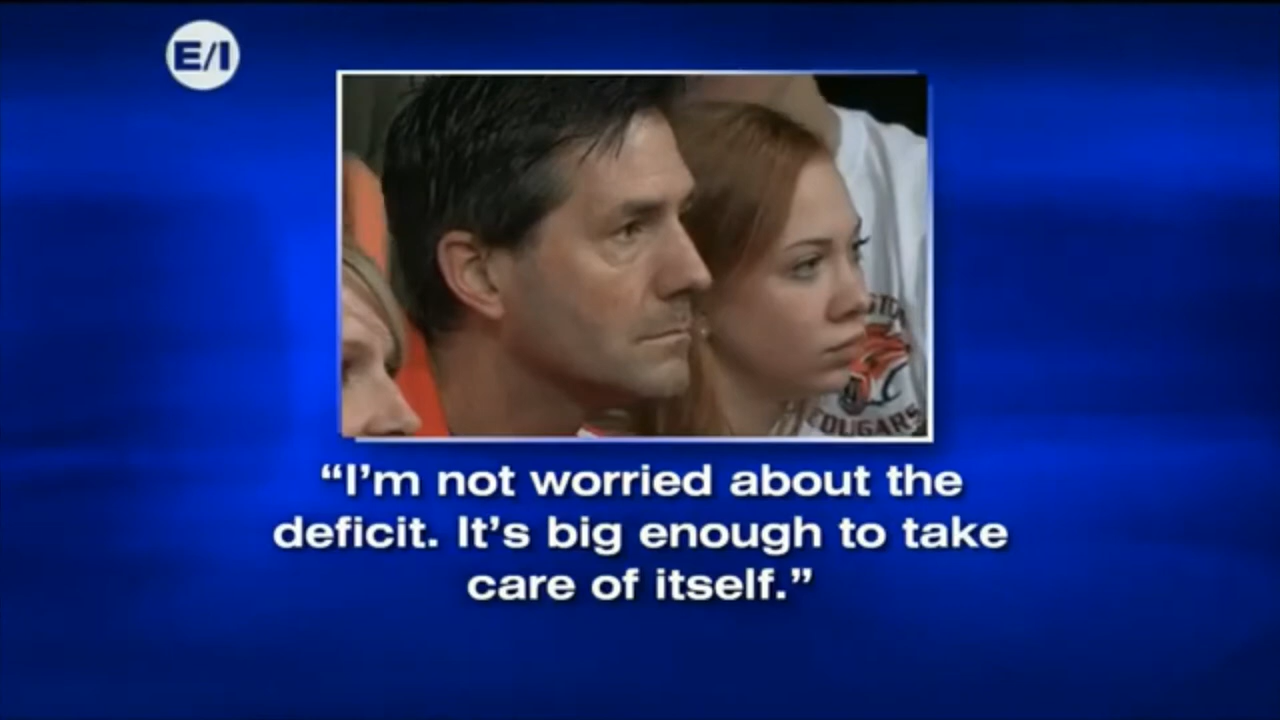 E/I
COUGARS
“I’m not worried about the
deficit. It’s big enough to take
care of itself.”